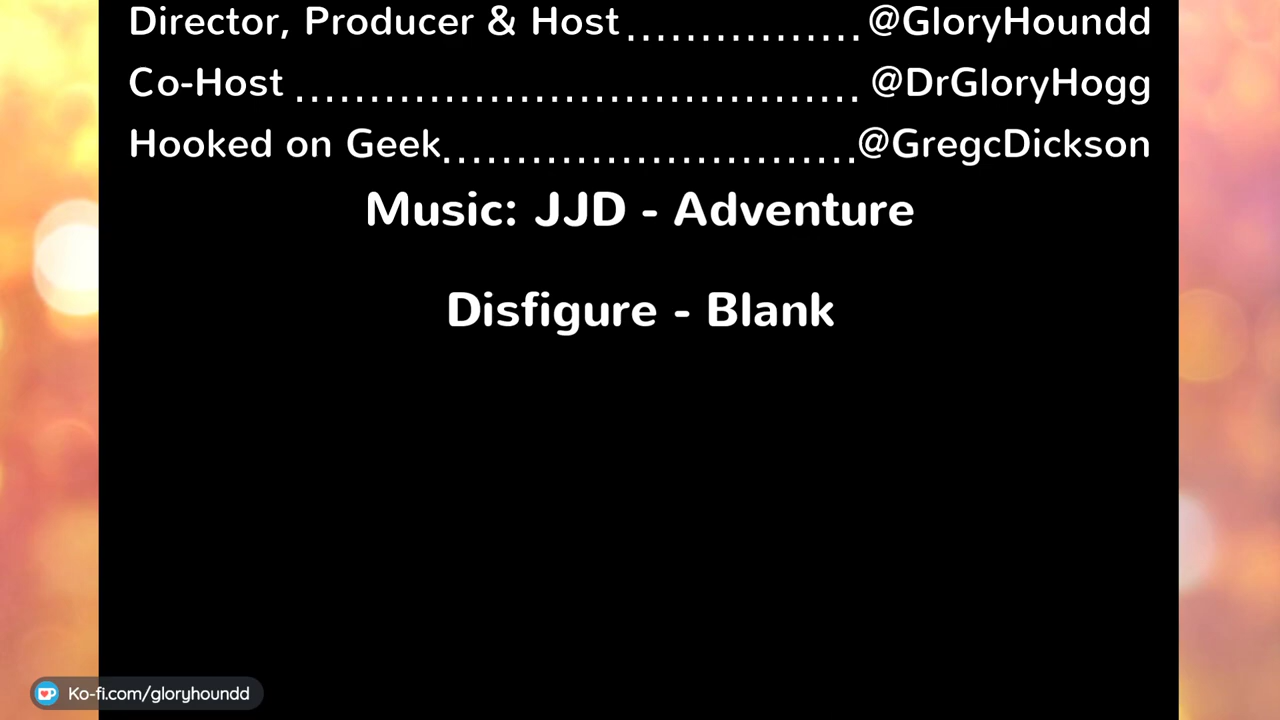 Director, Producer & Host................@GloryHoundd
Co-Host ...................................... @DrGloryHogg
Hooked on Geek............................@GregcDickson
Music: JJD - Adventure
Disfigure - Blank
Ko-fi.com/gloryhoundd